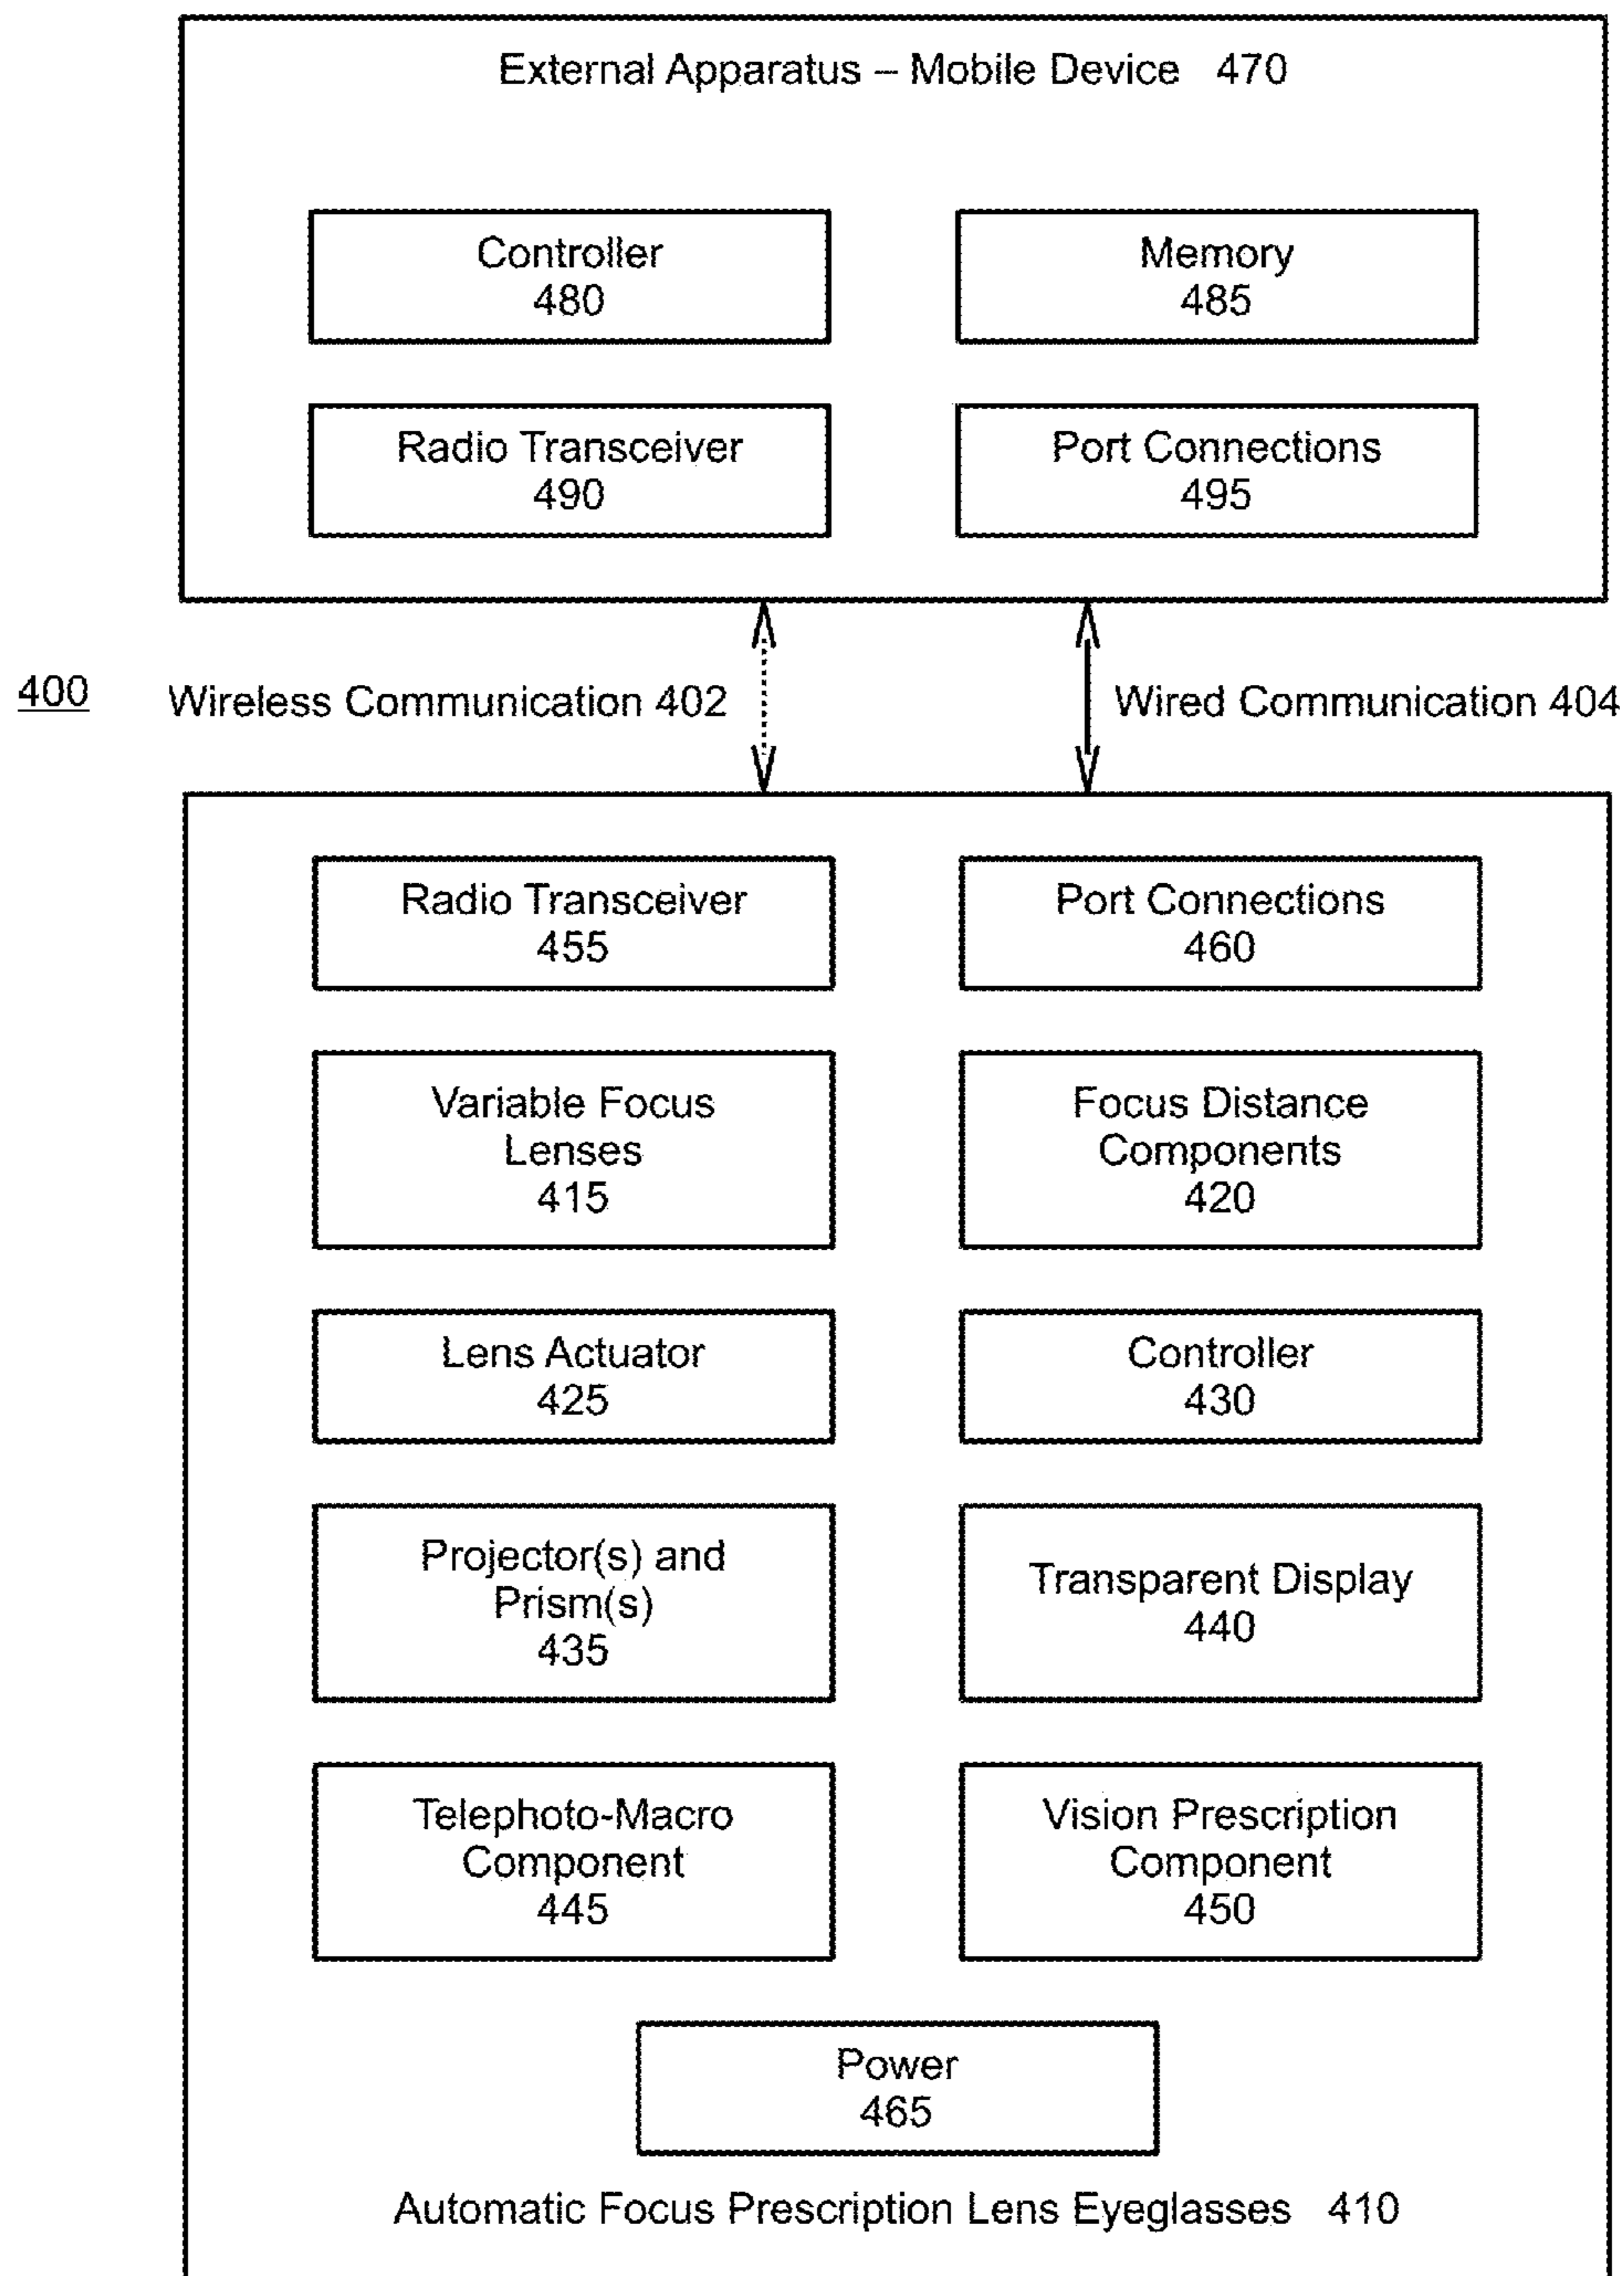 External Apparatus – Mobile Device 470
Controller
480
Memory
485
Radio Transceiver
490
Port Connections
495
400
Wireless Communication 402
Wired Communication 404
Radio Transceiver
455
Port Connections
460
Variable Focus
Lenses
415
Focus Distance
Components
420
Lens Actuator
425
Controller
430
Projector(s) and
Prism(s)
435
Transparent Display
440
Telephoto-Macro
Component
445
Vision Prescription
Component
450
Power
465
Automatic Focus Prescription Lens Eyeglasses 410